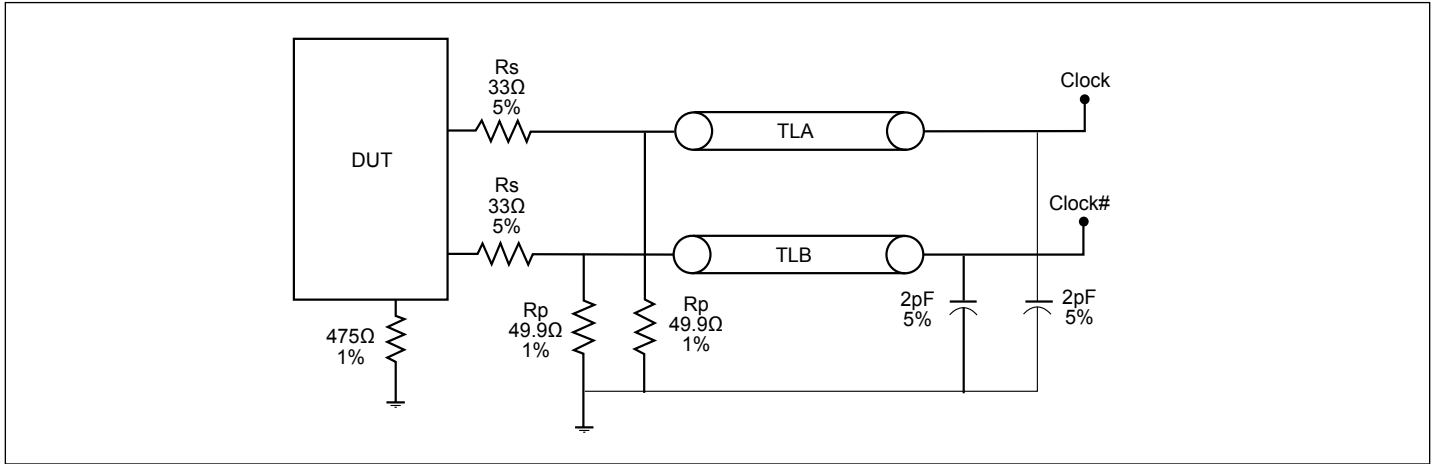 Rs
33Ω
5%
Clock
TLA
DUT
Rs
33Ω
5%
Clock#
TLB
Rp
49.9Ω
1%
Rp
49.9Ω
1%
2pF
5%
2pF
5%
475Ω
1%